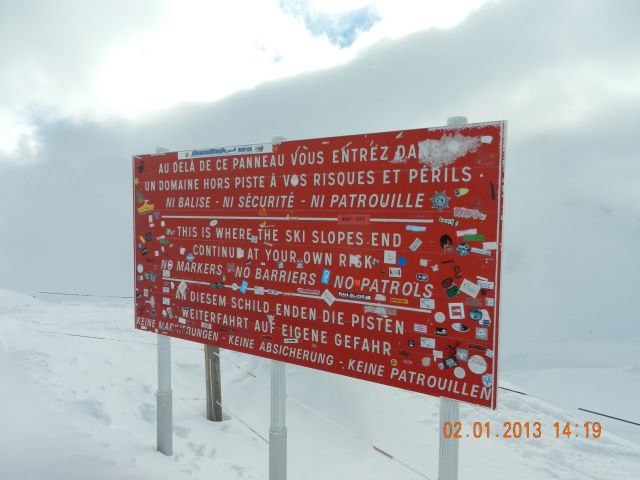 AU DELÀ DE CE PANNEAU VOUS ENTREZ DA
UN DOMAINE HORS PISTE À VOS RISQUES ET PÉRILS.
NI BALISE - NI SÉCURITÉ - NI PATROUILLE
THIS IS WHERE THE SKI SLOPES END
CONTINUE AT YOUR OWN RISK
NO MARKERS NO BARRIERS NO PATROLS
AN DIESEM SCHILD ENDEN DIE PISTEN
WEITERFAHRT AUF EIGENE GEFAHR
KEINE MARKIERUNGEN - KEINE ABSICHERUNG - KEINE PATROUILLEN
02.01.2013 14:19